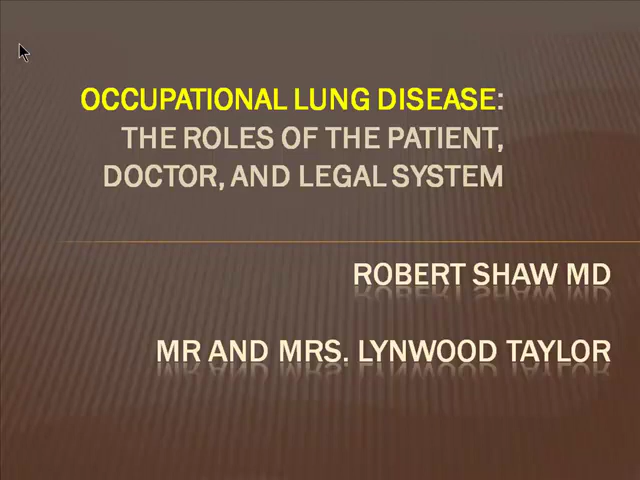 OCCUPATIONAL LUNG DISEASE:
THE ROLES OF THE PATIENT,
DOCTOR, AND LEGAL SYSTEM
ROBERT SHAW MD
MR AND MRS. LYNWOOD TAYLOR